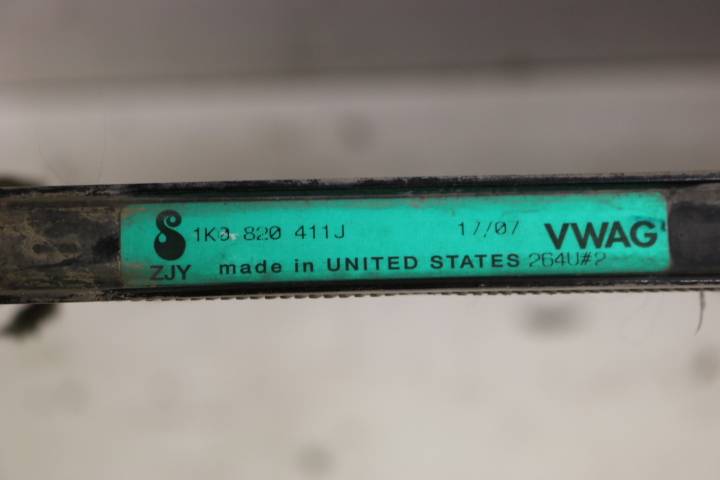 1K0 820 411J 17/07 VWAG
ZJY made in UNITED STATES 264U#2